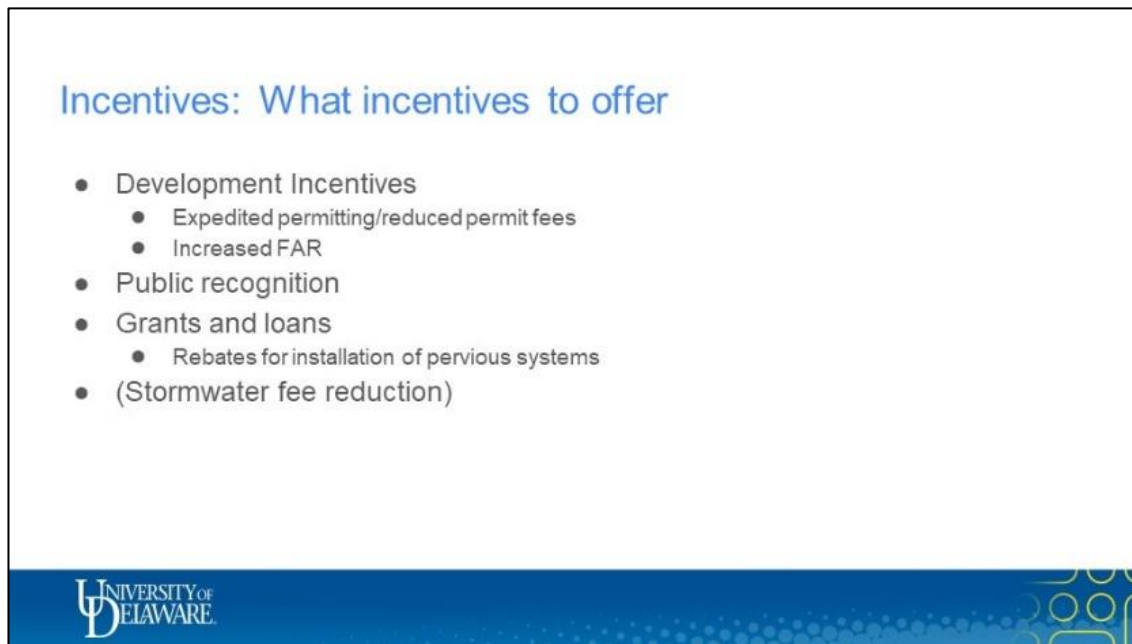 Incentives: What incentives to offer
● Development Incentives
● Expedited permitting/reduced permit fees
● Increased FAR
● Public recognition
● Grants and loans
● Rebates for installation of pervious systems
● (Stormwater fee reduction)
UNIVERSITY OF
DELAWARE.